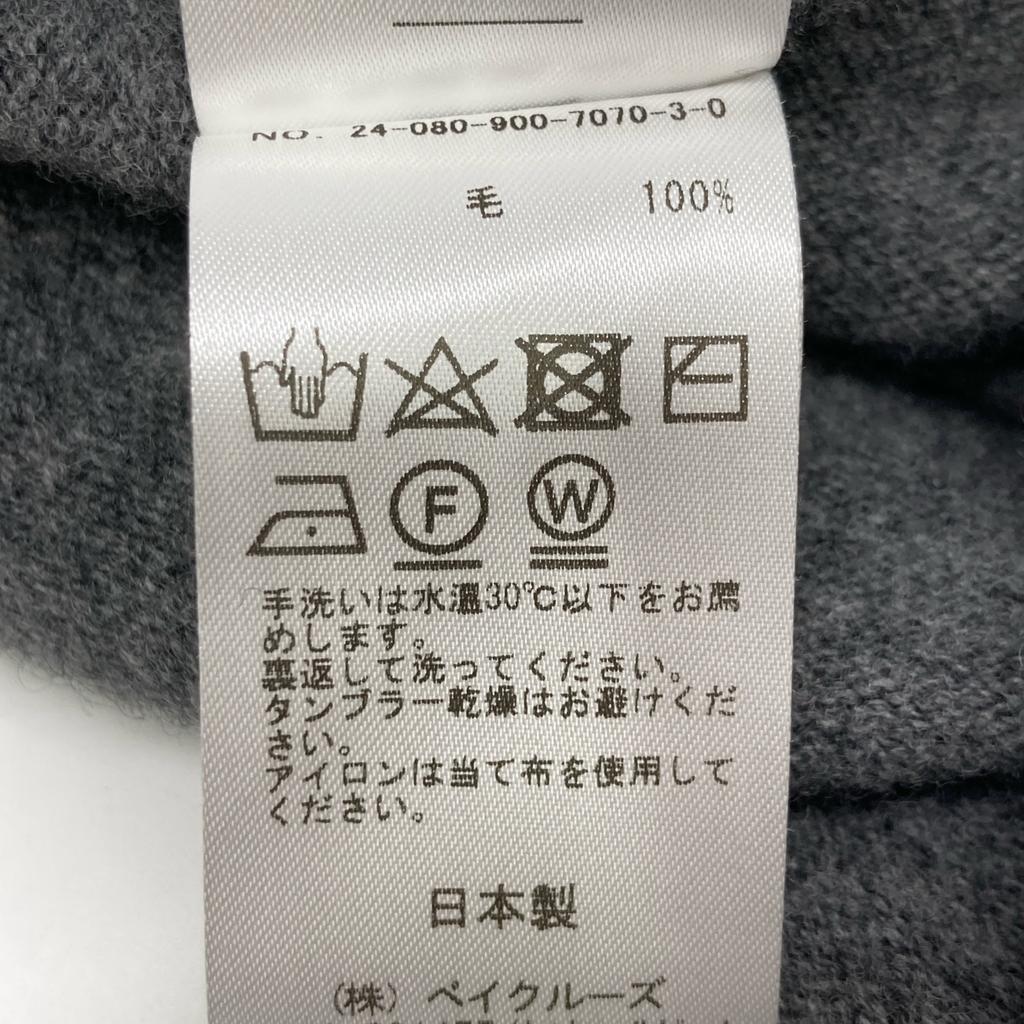 NO. 24-080-900-7070-3-0
毛 100%
F W
手洗いは水温30℃以下をお薦
めします。
裏返して洗ってください。
タンブラー乾燥はお避けくだ
さい。
アイロンは当て布を使用して
ください。
日本製
(株) ベイクルーズ